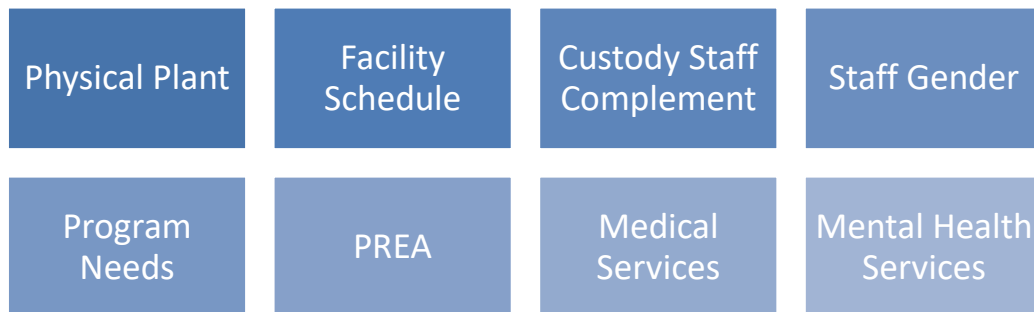 Physical Plant
Facility
Schedule
Custody Staff
Complement
Staff Gender
Program
Needs
PREA
Medical
Services
Mental Health
Services